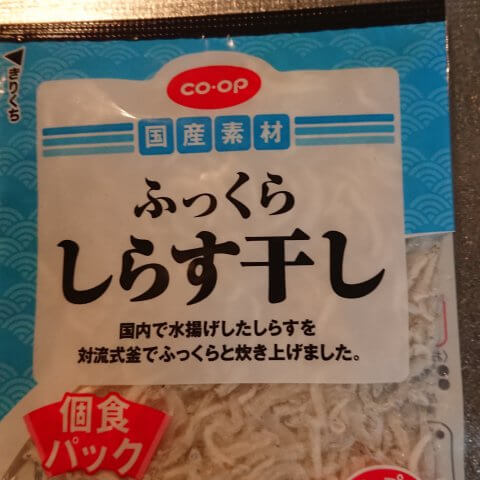 きりくち
CO・OP
国産素材
ふっくら
しらす干し
国内で水揚げしたしらすを
対流式釜でふっくらと炊き上げました。
個食
パック